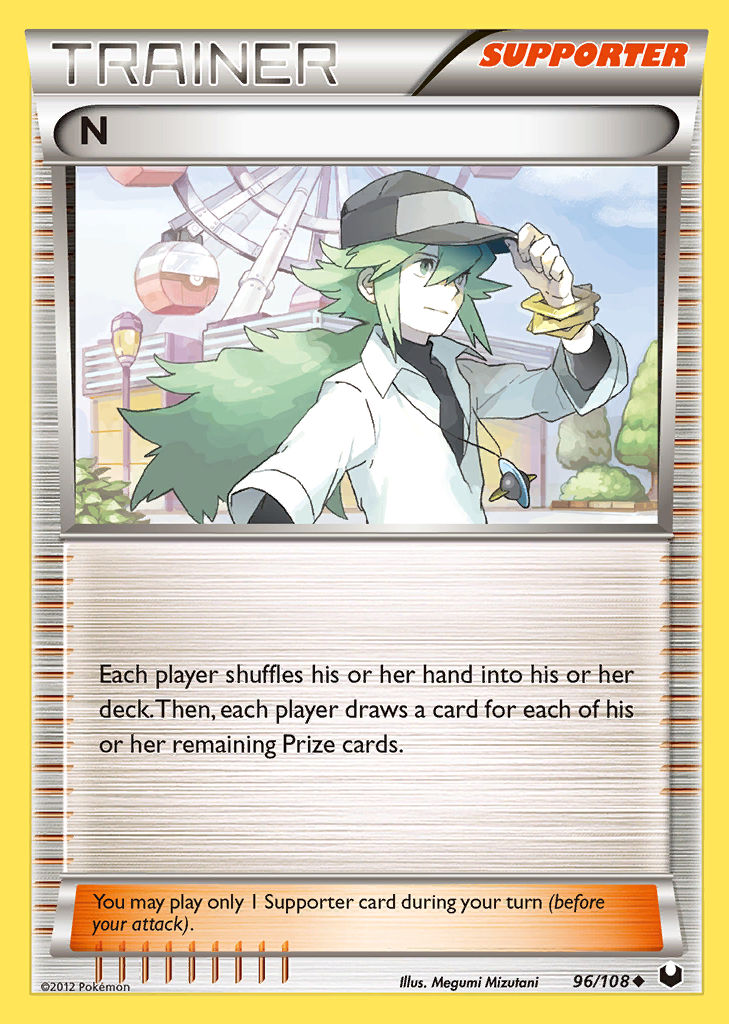 TRAINER
SUPPORTER
N
Each player shuffles his or her hand into his or her
deck. Then, each player draws a card for each of his
or her remaining Prize cards.
You may play only 1 Supporter card during your turn (before
your attack).
©2012 Pokémon
Illus. Megumi Mizutani
96/108